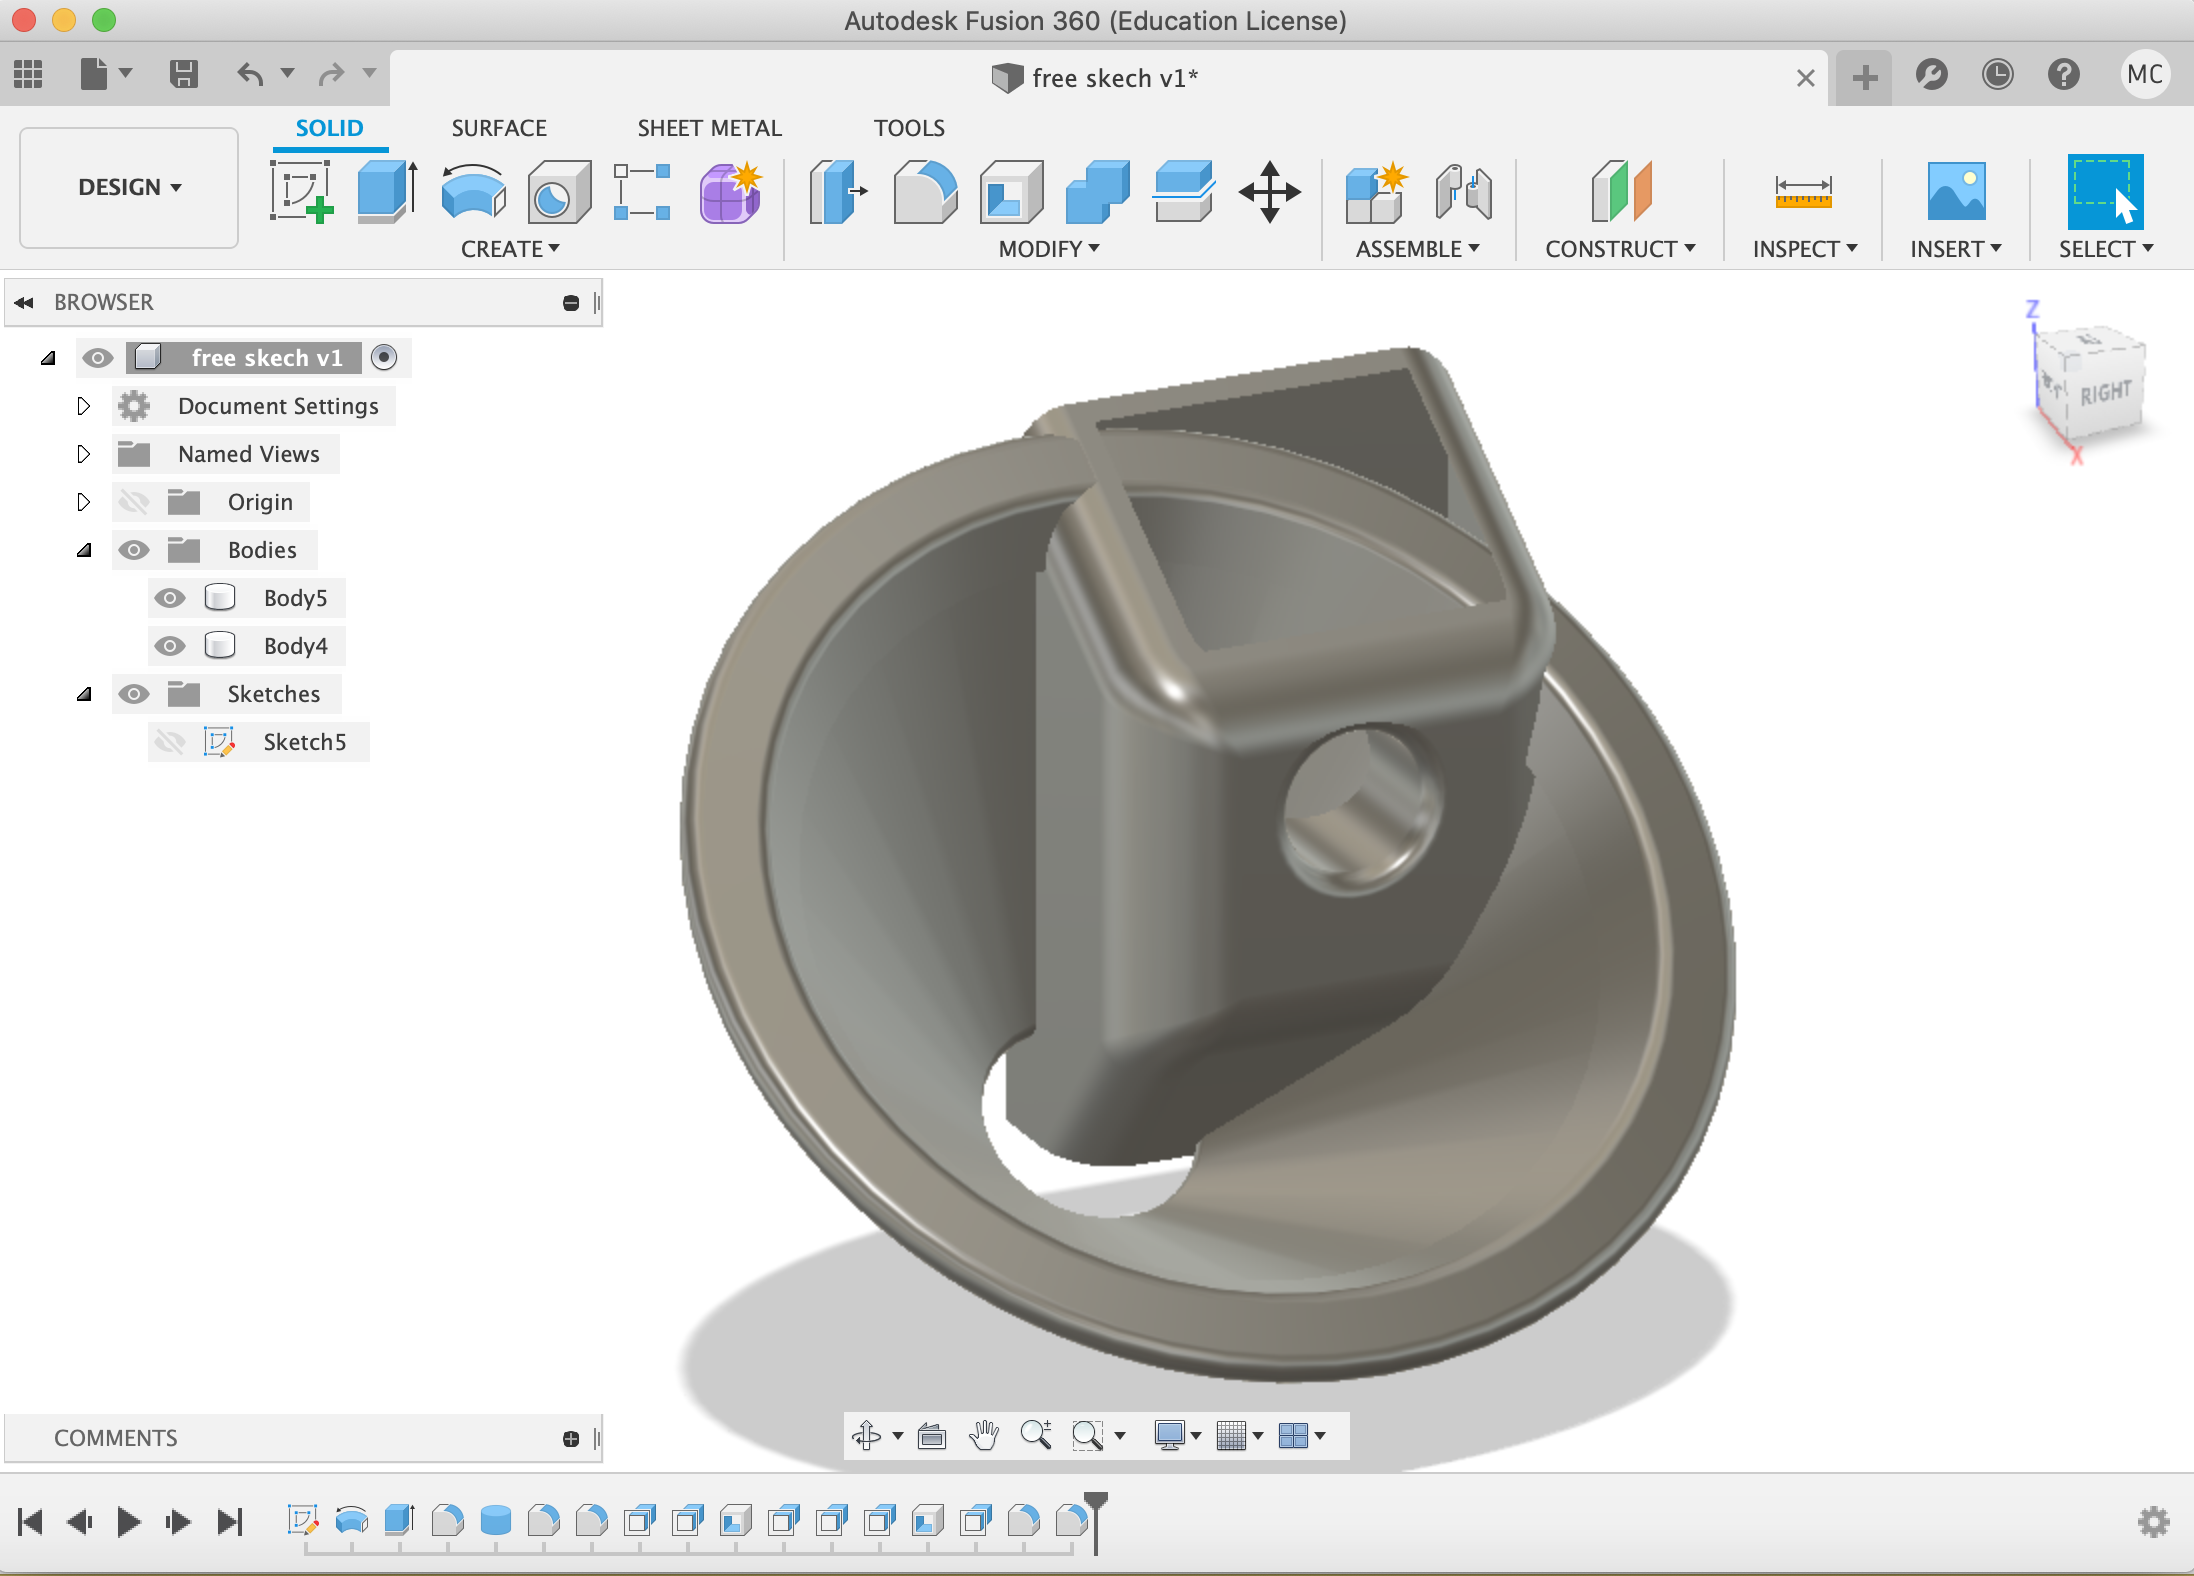 Autodesk Fusion 360 (Education License)
free skech v1*
MC
SOLID
SURFACE
SHEET METAL
TOOLS
DESIGN
CREATE
MODIFY
ASSEMBLE
CONSTRUCT
INSPECT
INSERT
SELECT
BROWSER
free skech v1
Document Settings
Named Views
Origin
Bodies
Body5
Body4
Sketches
Sketch5
Z
RIGHT
X
COMMENTS